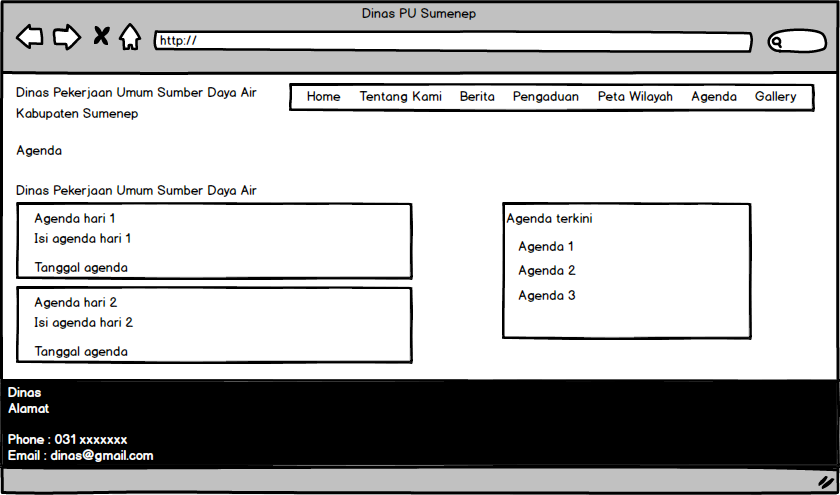 Dinas PU Sumenep
http://
Dinas Pekerjaan Umum Sumber Daya Air
Kabupaten Sumenep
Home Tentang Kami Berita Pengaduan Peta Wilayah Agenda Gallery
Agenda
Dinas Pekerjaan Umum Sumber Daya Air
Agenda hari 1
Isi agenda hari 1
Tanggal agenda
Agenda hari 2
Isi agenda hari 2
Tanggal agenda
Agenda terkini
Agenda 1
Agenda 2
Agenda 3
Dinas
Alamat
Phone : 031 xxxxxxx
Email : dinas@gmail.com